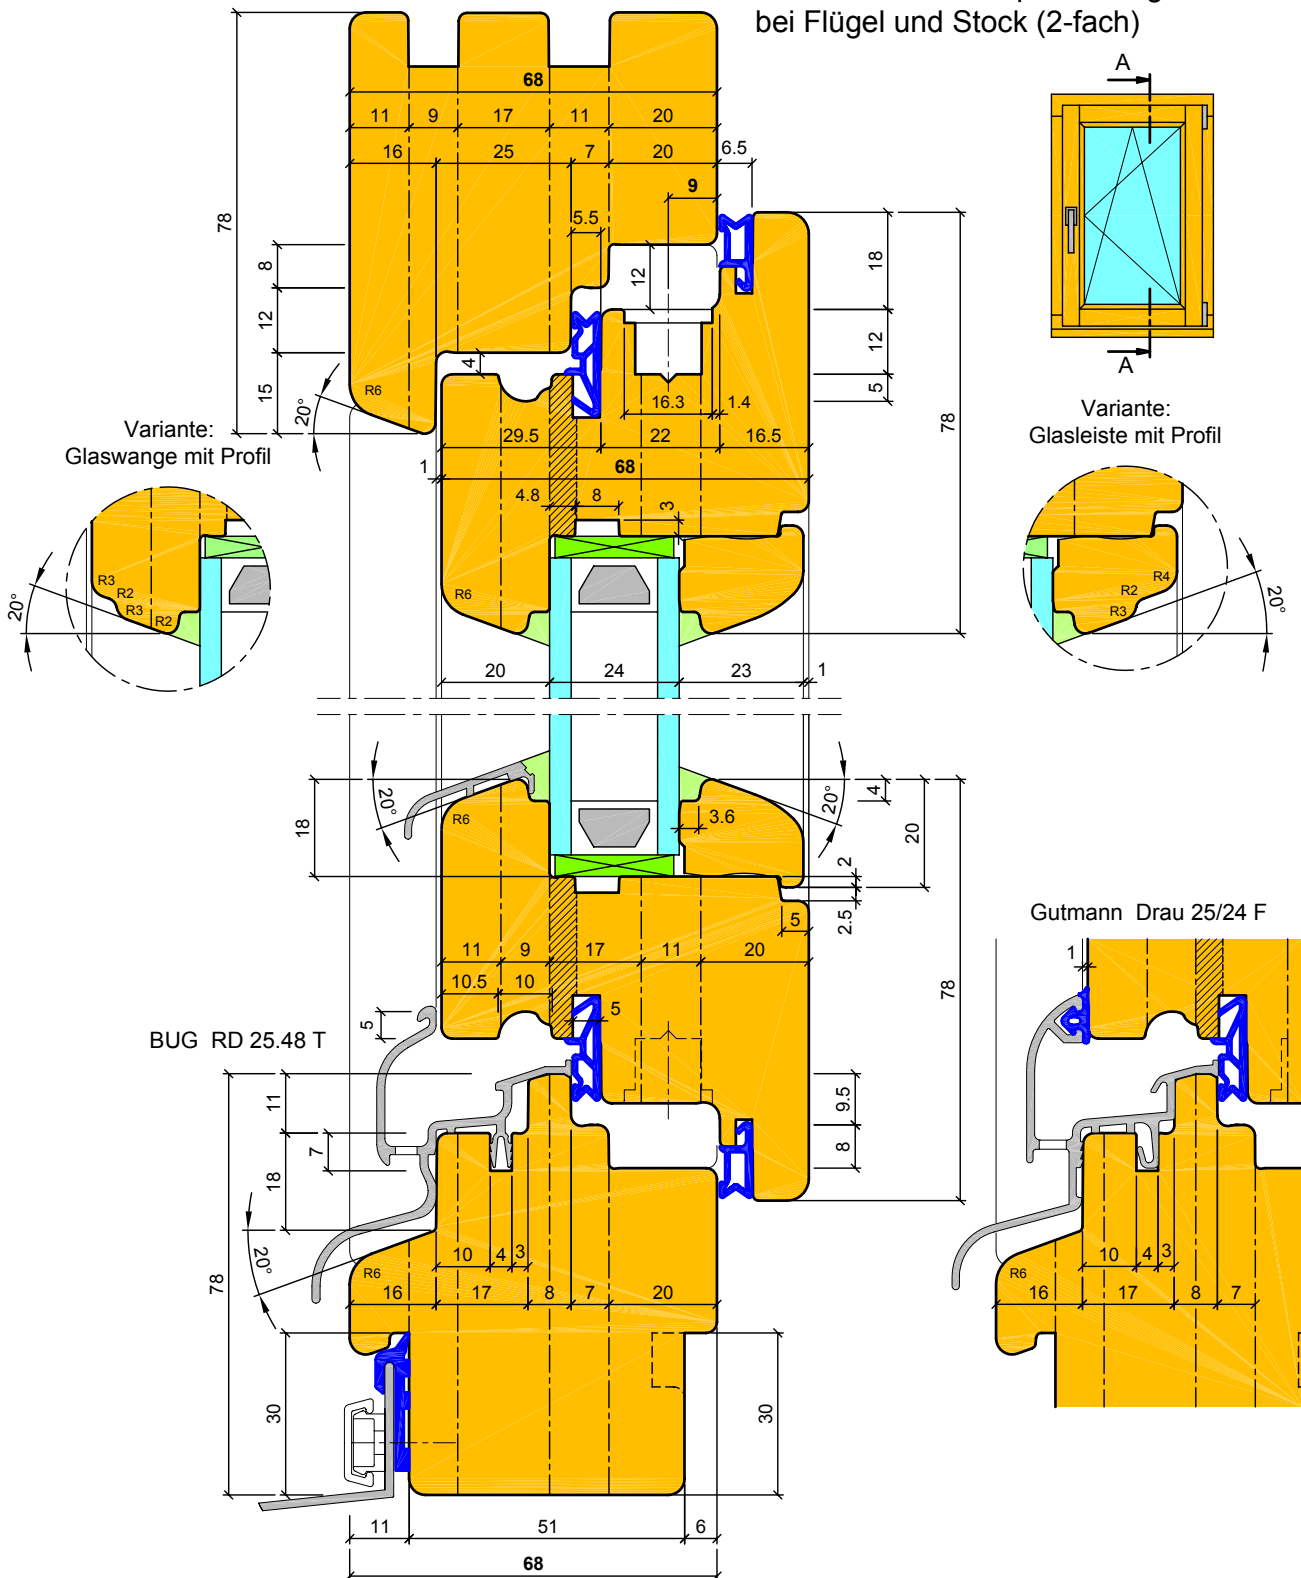 bei Flügel und Stock (2-fach)
A
A
68
11 9 17 11 20
16 25 7 20 6.5
9
5.5
78
8
12
15
12
4
18
12
5
78
R6
20°
16.3 1.4
29.5 22 16.5
1 68
4.8 8 3
R6
Variante:
Glaswange mit Profil
R3
R2
R3
R2
20°
Variante:
Glasleiste mit Profil
R4
R2
R3
20°
20 24 23 1
18
20°
R6
20°
4
3.6
20
2
2.5
5
78
11 9 17 11 20
10.5 10
5
5
BUG RD 25.48 T
11
7
18
78
20°
9.5
8
10 4 3
R6
16 17 8 7 20
30
30
11 51 6
68
Gutmann Drau 25/24 F
1
10 4 3
R6
16 17 8 7